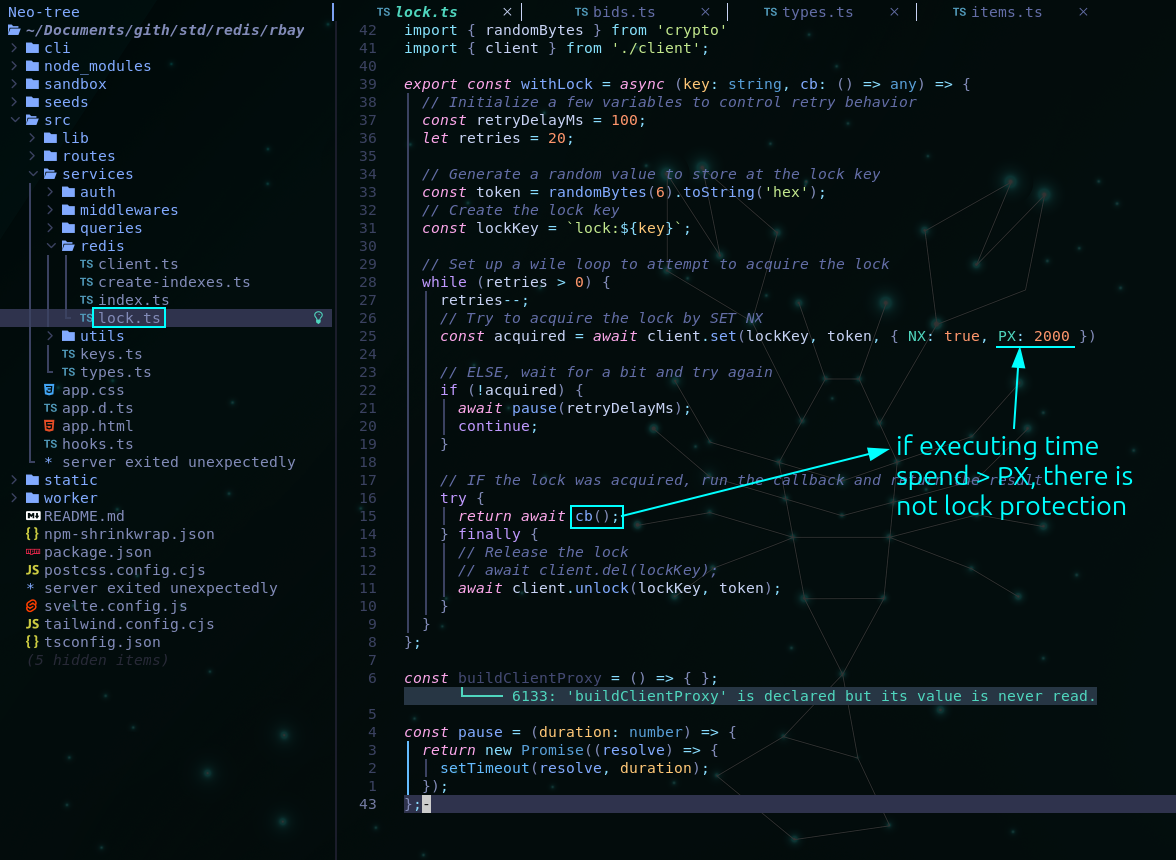 Neo-tree
~/Documents/gith/std/redis/rbay
cli
node_modules
sandbox
seeds
src
lib
routes
services
auth
middlewares
queries
redis
TS client.ts
TS create-indexes.ts
TS index.ts
TS lock.ts
utils
TS keys.ts
TS types.ts
app.css
TS app.d.ts
app.html
TS hooks.ts
* server exited unexpectedly
static
worker
README.md
{} npm-shrinkwrap.json
package.json
JS postcss.config.cjs
* server exited unexpectedly
svelte.config.js
JS tailwind.config.cjs
{} tsconfig.json
(5 hidden items)
TS lock.ts × TS bids.ts × TS types.ts × TS items.ts ×
42 import { randomBytes } from 'crypto'
41 import { client } from './client';
40
39 export const withLock = async (key: string, cb: () => any) => {
38 // Initialize a few variables to control retry behavior
37 const retryDelayMs = 100;
36 let retries = 20;
35
34 // Generate a random value to store at the lock key
33 const token = randomBytes(6).toString('hex');
32 // Create the lock key
31 const lockKey = `lock:${key}`;
30
29 // Set up a wile loop to attempt to acquire the lock
28 while (retries > 0) {
27 retries--;
26 // Try to acquire the lock by SET NX
25 const acquired = await client.set(lockKey, token, { NX: true, PX: 2000 })
24
23 // ELSE, wait for a bit and try again
22 if (!acquired) {
21 await pause(retryDelayMs);
20 continue;
19 }
18
17 // IF the lock was acquired, run the callback and return the result
16 try {
15 return await cb();
14 } finally {
13 // Release the lock
12 // await client.del(lockKey);
11 await client.unlock(lockKey, token);
10 }
9 }
8 };
7
6 const buildClientProxy = () => { };
6133: 'buildClientProxy' is declared but its value is never read.
5
4 const pause = (duration: number) => {
3 return new Promise((resolve) => {
2 setTimeout(resolve, duration);
1 });
43 };-
if executing time
spend > PX, there is
not lock protection